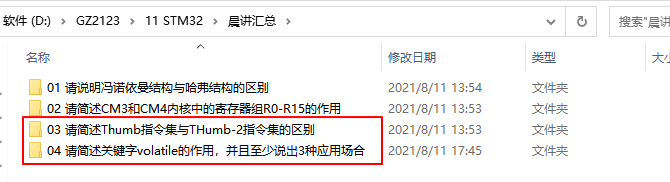 软件 (D:) > GZ2123 > 11 STM32 > 晨讲汇总
搜索"晨讲汇总"
名称 修改日期 类型
01 请说明冯诺依曼结构与哈弗结构的区别 2021/8/11 13:54 文件夹
02 请简述CM3和CM4内核中的寄存器组R0-R15的作用 2021/8/11 13:53 文件夹
03 请简述Thumb指令集与THumb-2指令集的区别 2021/8/11 13:53 文件夹
04 请简述关键字volatile的作用，并且至少说出3种应用场合 2021/8/11 17:45 文件夹